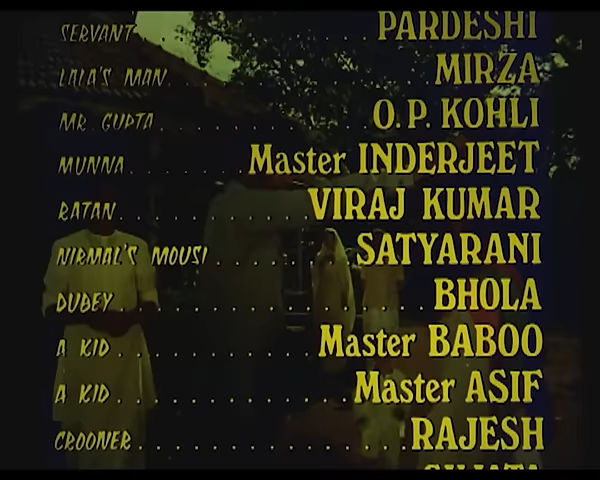 SERVANT . . . . . . . . . . PARDESHI
LALA'S MAN. . . . . . . . . . MIRZA
MR. GUPTA . . . . . . . . . . O.P. KOHLI
MUNNA . . . . . . . Master INDERJEET
RATAN. . . . . . . . . . . VIRAJ KUMAR
NIRMAL'S MOUSI . . . . . . . SATYARANI
DUBEY . . . . . . . . . . . . . . . . BHOLA
A KID . . . . . . . . . . Master BABOO
A KID . . . . . . . . . . . . Master ASIF
CROONER . . . . . . . . . . . . . . RAJESH